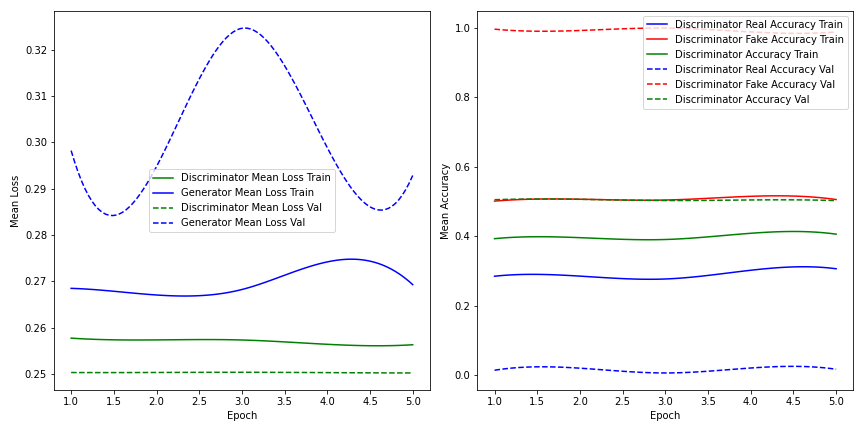 0.32
0.31
0.30
0.29
0.28
0.27
0.26
0.25
Mean Loss
Discriminator Mean Loss Train
Generator Mean Loss Train
Discriminator Mean Loss Val
Generator Mean Loss Val
1.0 1.5 2.0 2.5 3.0 3.5 4.0 4.5 5.0
Epoch
1.0
0.8
0.6
0.4
0.2
0.0
Mean Accuracy
Discriminator Real Accuracy Train
Discriminator Fake Accuracy Train
Discriminator Accuracy Train
Discriminator Real Accuracy Val
Discriminator Fake Accuracy Val
Discriminator Accuracy Val
1.0 1.5 2.0 2.5 3.0 3.5 4.0 4.5 5.0
Epoch